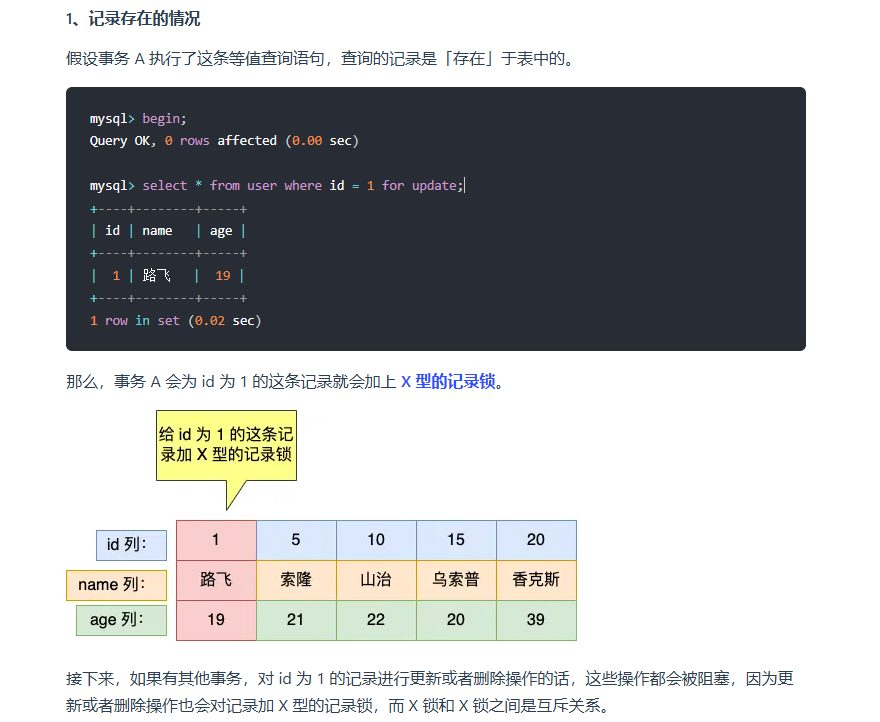 1、记录存在的情况
假设事务 A 执行了这条等值查询语句，查询的记录是「存在」于表中的。
mysql> begin;
Query OK, 0 rows affected (0.00 sec)
mysql> select * from user where id = 1 for update;
+----+--------+-----+
| id | name   | age |
+----+--------+-----+
|  1 | 路飞   |  19 |
+----+--------+-----+
1 row in set (0.02 sec)
那么，事务 A 会为 id 为 1 的这条记录就会加上 X 型的记录锁。
给 id 为 1 的这条记
录加 X 型的记录锁
id 列： 1 5 10 15 20
name 列： 路飞 索隆 山治 乌索普 香克斯
age 列： 19 21 22 20 39
接下来，如果有其他事务，对 id 为 1 的记录进行更新或者删除操作的话，这些操作都会被阻塞，因为更
新或者删除操作也会对记录加 X 型的记录锁，而 X 锁和 X 锁之间是互斥关系。